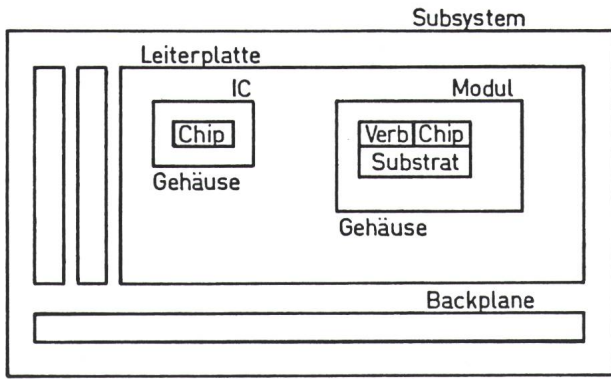 Subsystem
Leiterplatte
IC Modul
Chip Verb Chip
Substrat
Gehäuse
Gehäuse
Backplane